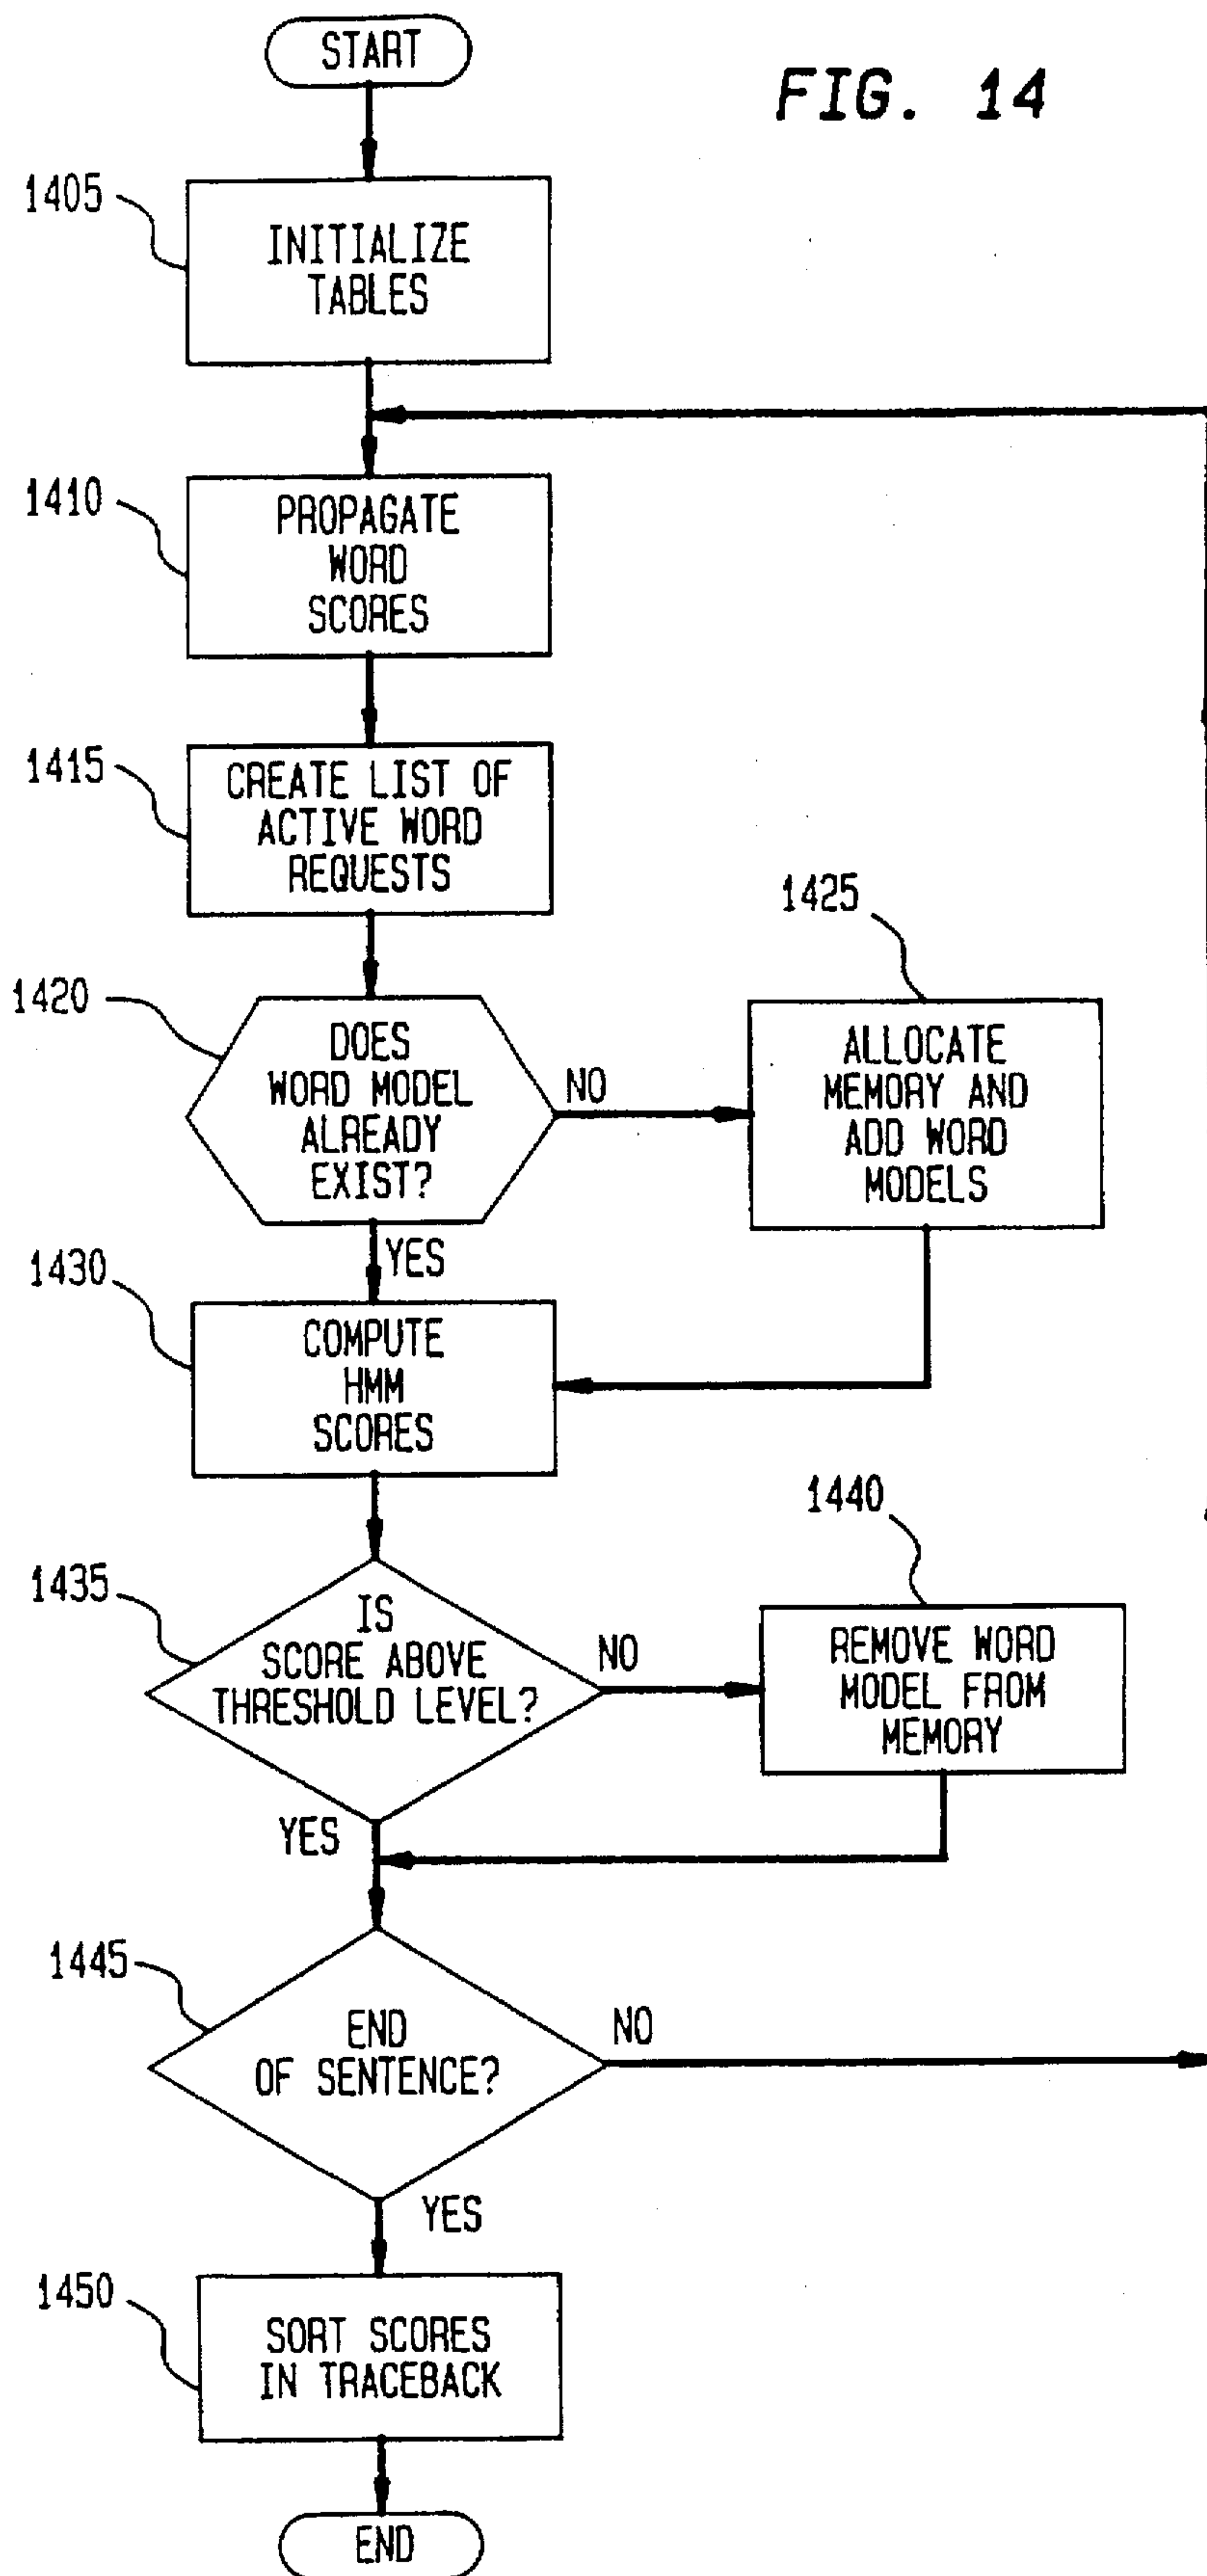 START
FIG. 14
1405
INITIALIZE
TABLES
1410
PROPAGATE
WORD
SCORES
1415
CREATE LIST OF
ACTIVE WORD
REQUESTS
1420
DOES
WORD MODEL
ALREADY
EXIST?
NO
1425
ALLOCATE
MEMORY AND
ADD WORD
MODELS
YES
1430
COMPUTE
HMM
SCORES
1435
IS
SCORE ABOVE
THRESHOLD LEVEL?
NO
1440
REMOVE WORD
MODEL FROM
MEMORY
YES
1445
END
OF SENTENCE?
NO
YES
1450
SORT SCORES
IN TRACEBACK
END